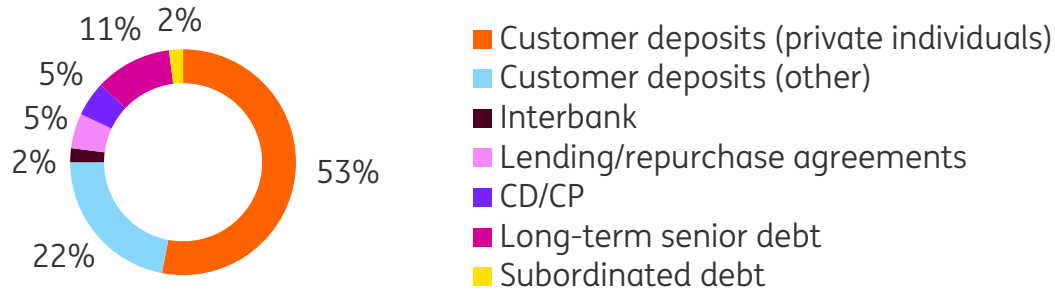 2%
11%
5%
5%
2%
22%
53%
Customer deposits (private individuals)
Customer deposits (other)
Interbank
Lending/repurchase agreements
CD/CP
Long-term senior debt
Subordinated debt